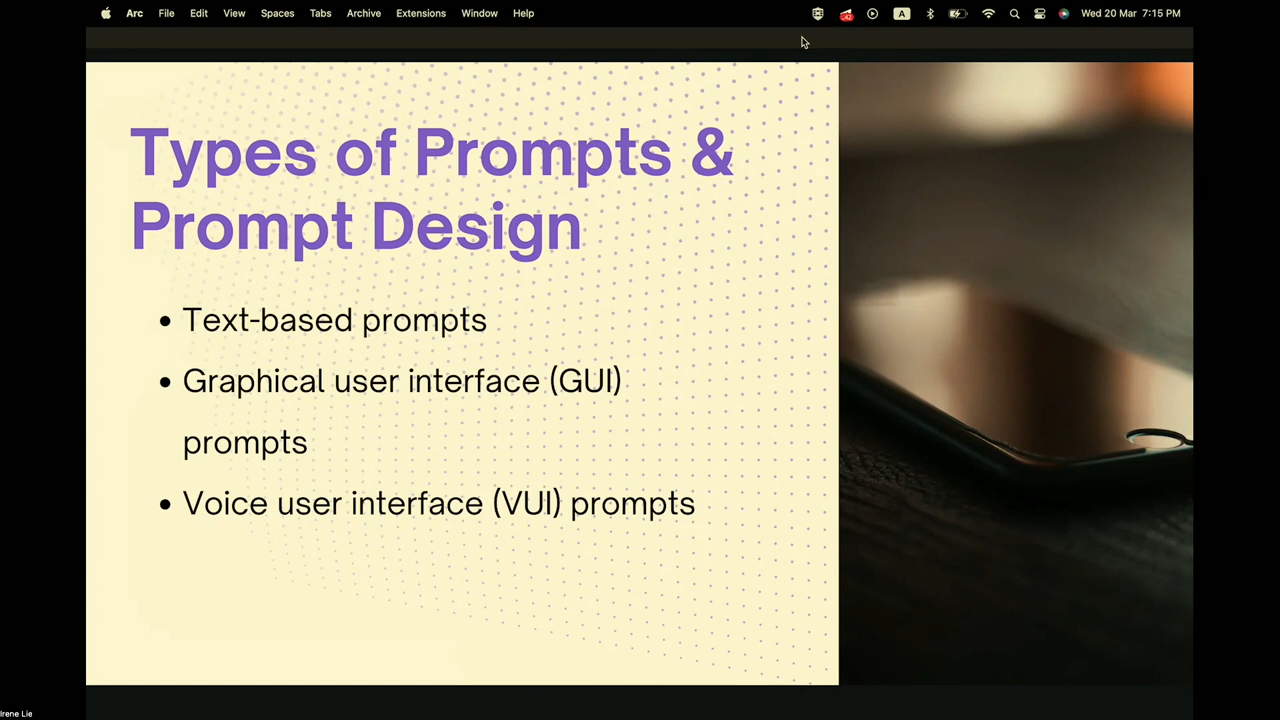 Arc File Edit View Spaces Tabs Archive Extensions Window Help A Wed 20 Mar 7:15 PM
Types of Prompts &
Prompt Design
• Text-based prompts
• Graphical user interface (GUI)
prompts
• Voice user interface (VUI) prompts
Irene Lie